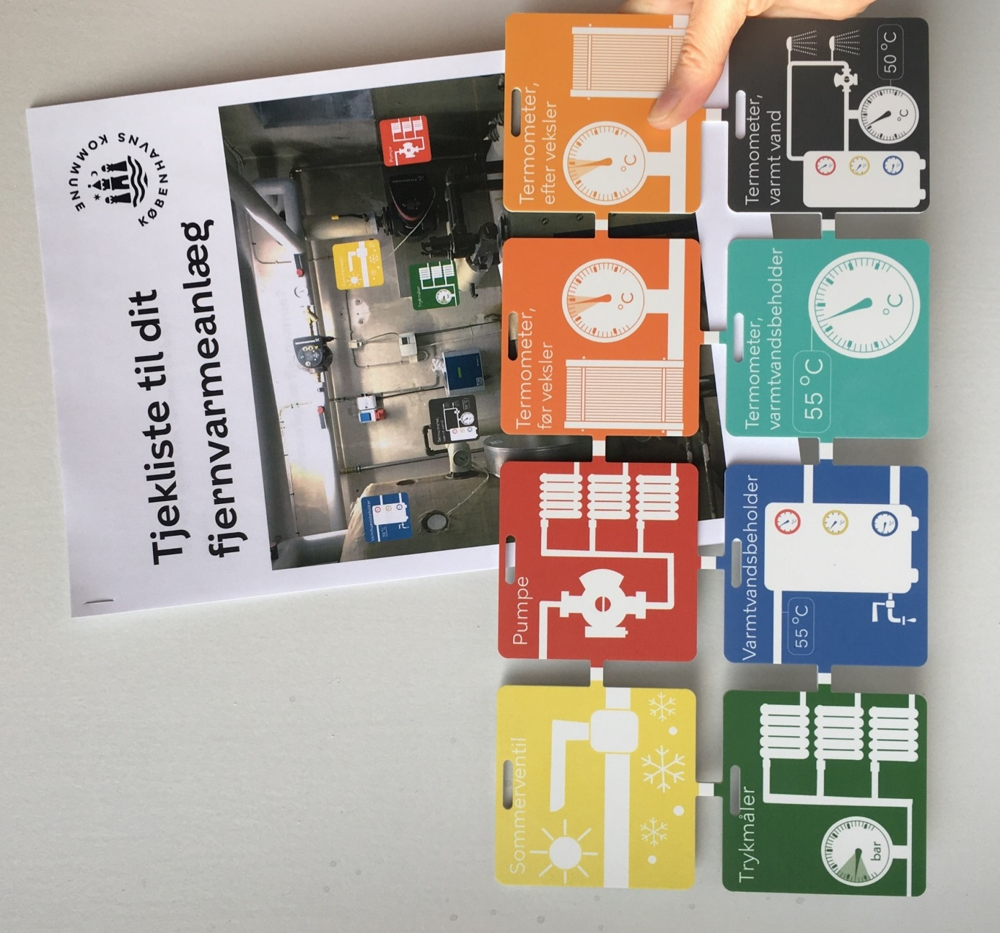 KØBENHAVNS KOMMUNE
Tjekliste til dit
fjernvarmeanlæg
Pumpe
Trykmåler
Varmtvandsbeholder
Sommerventil
Pumpe
Termometer,
før veksler
°C
Termometer,
efter veksler
°C
Trykmåler
bar
Varmtvandsbeholder
55 °C
Termometer,
varmtvandsbeholder
55 °C
°C
Termometer,
varmt vand
50 °C
°C